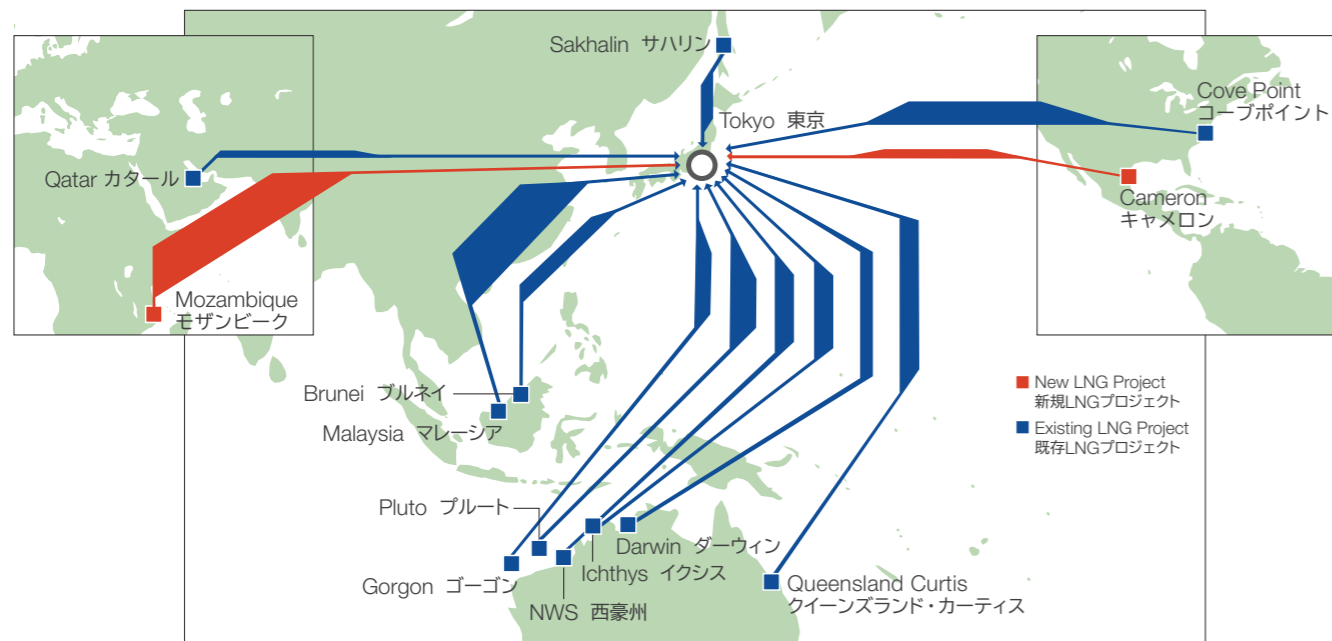 Sakhalin サハリン
Cove Point
コーブポイント
Tokyo 東京
Qatar カタール
Cameron
キャメロン
Mozambique
モザンビーク
Brunei ブルネイ
Malaysia マレーシア
New LNG Project
新規LNGプロジェクト
Existing LNG Project
既存LNGプロジェクト
Pluto プルート
Darwin ダーウィン
Ichthys イクシス
Gorgon ゴーゴン
Queensland Curtis
クイーンズランド・カーティス
NWS 西豪州